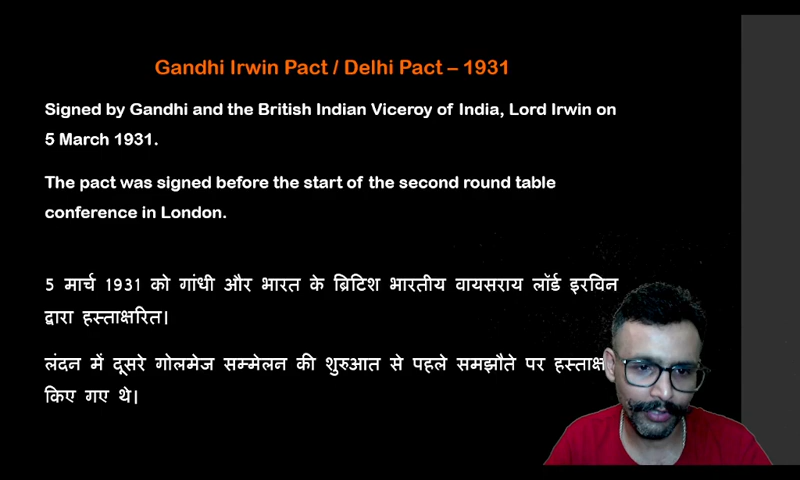 Gandhi Irwin Pact / Delhi Pact – 1931
Signed by Gandhi and the British Indian Viceroy of India, Lord Irwin on
5 March 1931.
The pact was signed before the start of the second round table
conference in London.
5 मार्च 1931 को गांधी और भारत के ब्रिटिश भारतीय वायसराय लॉर्ड इरविन
द्वारा हस्ताक्षरित।
लंदन में दूसरे गोलमेज सम्मेलन की शुरुआत से पहले समझौते पर
किए गए थे।